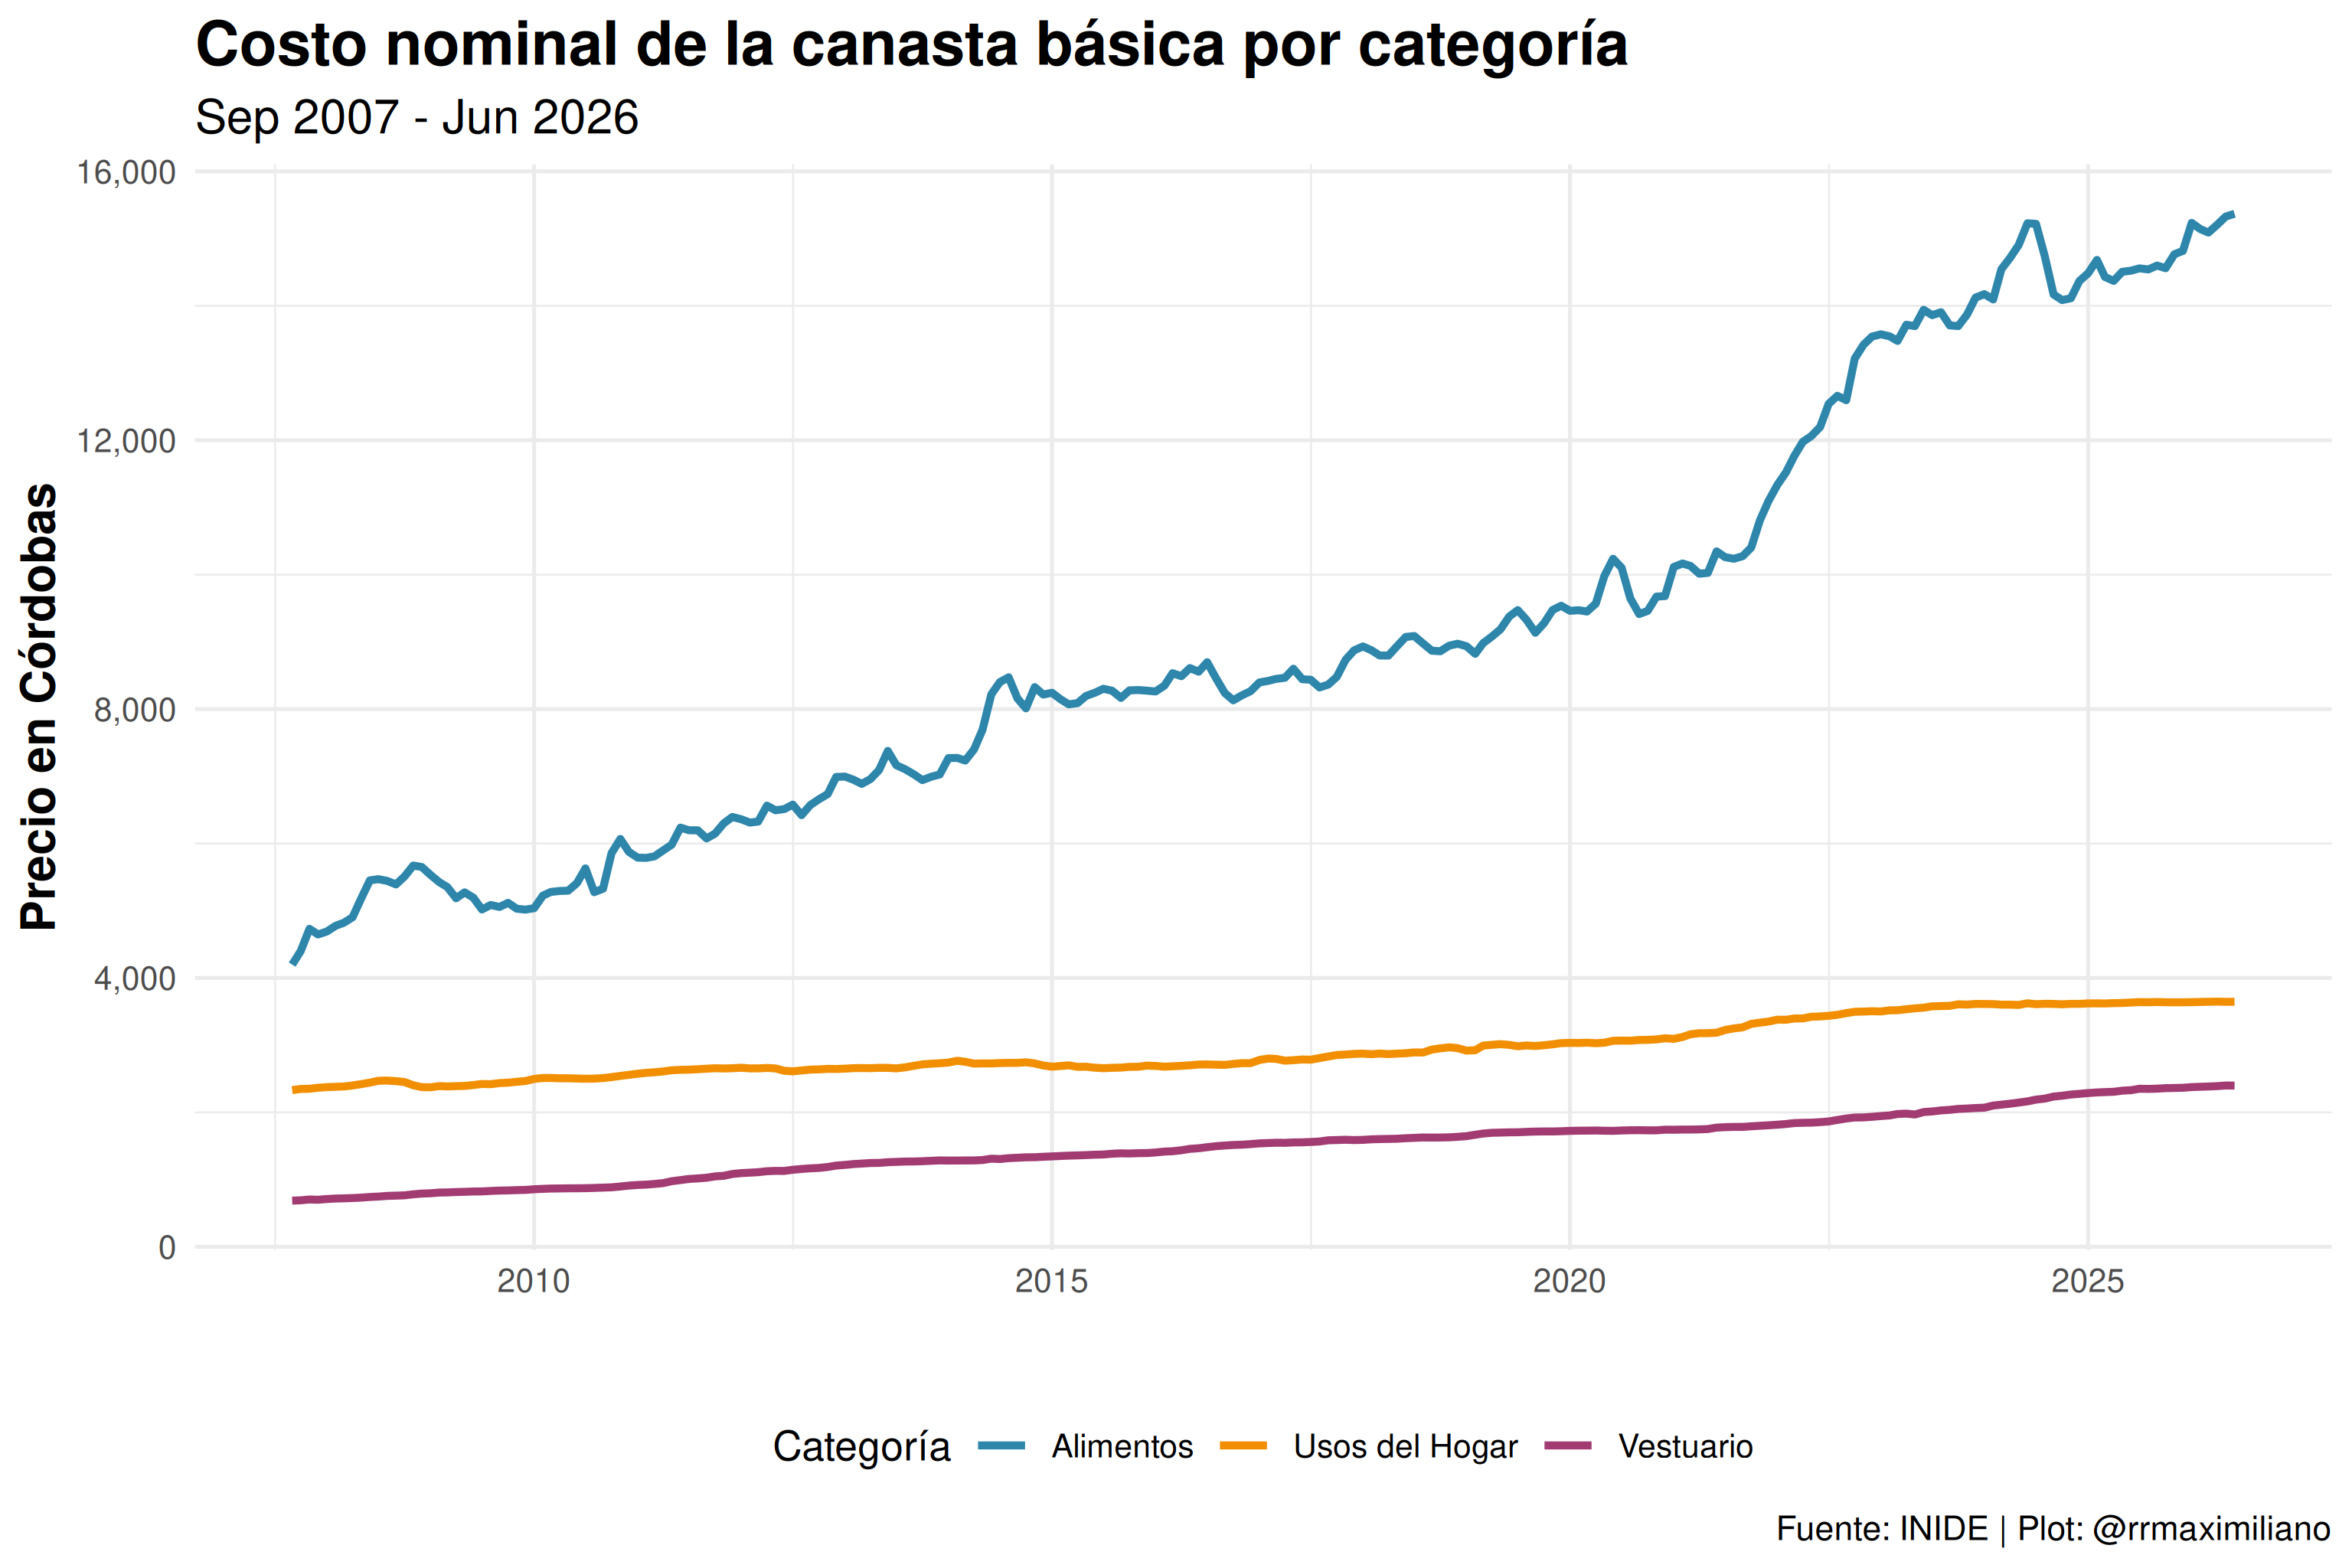 Costo nominal de la canasta básica por categoría
Sep 2007 - Jun 2026
Precio en Córdobas
16,000
12,000
8,000
4,000
0
2010 2015 2020 2025
Categoría Alimentos Usos del Hogar Vestuario
Fuente: INIDE | Plot: @rrmaximiliano